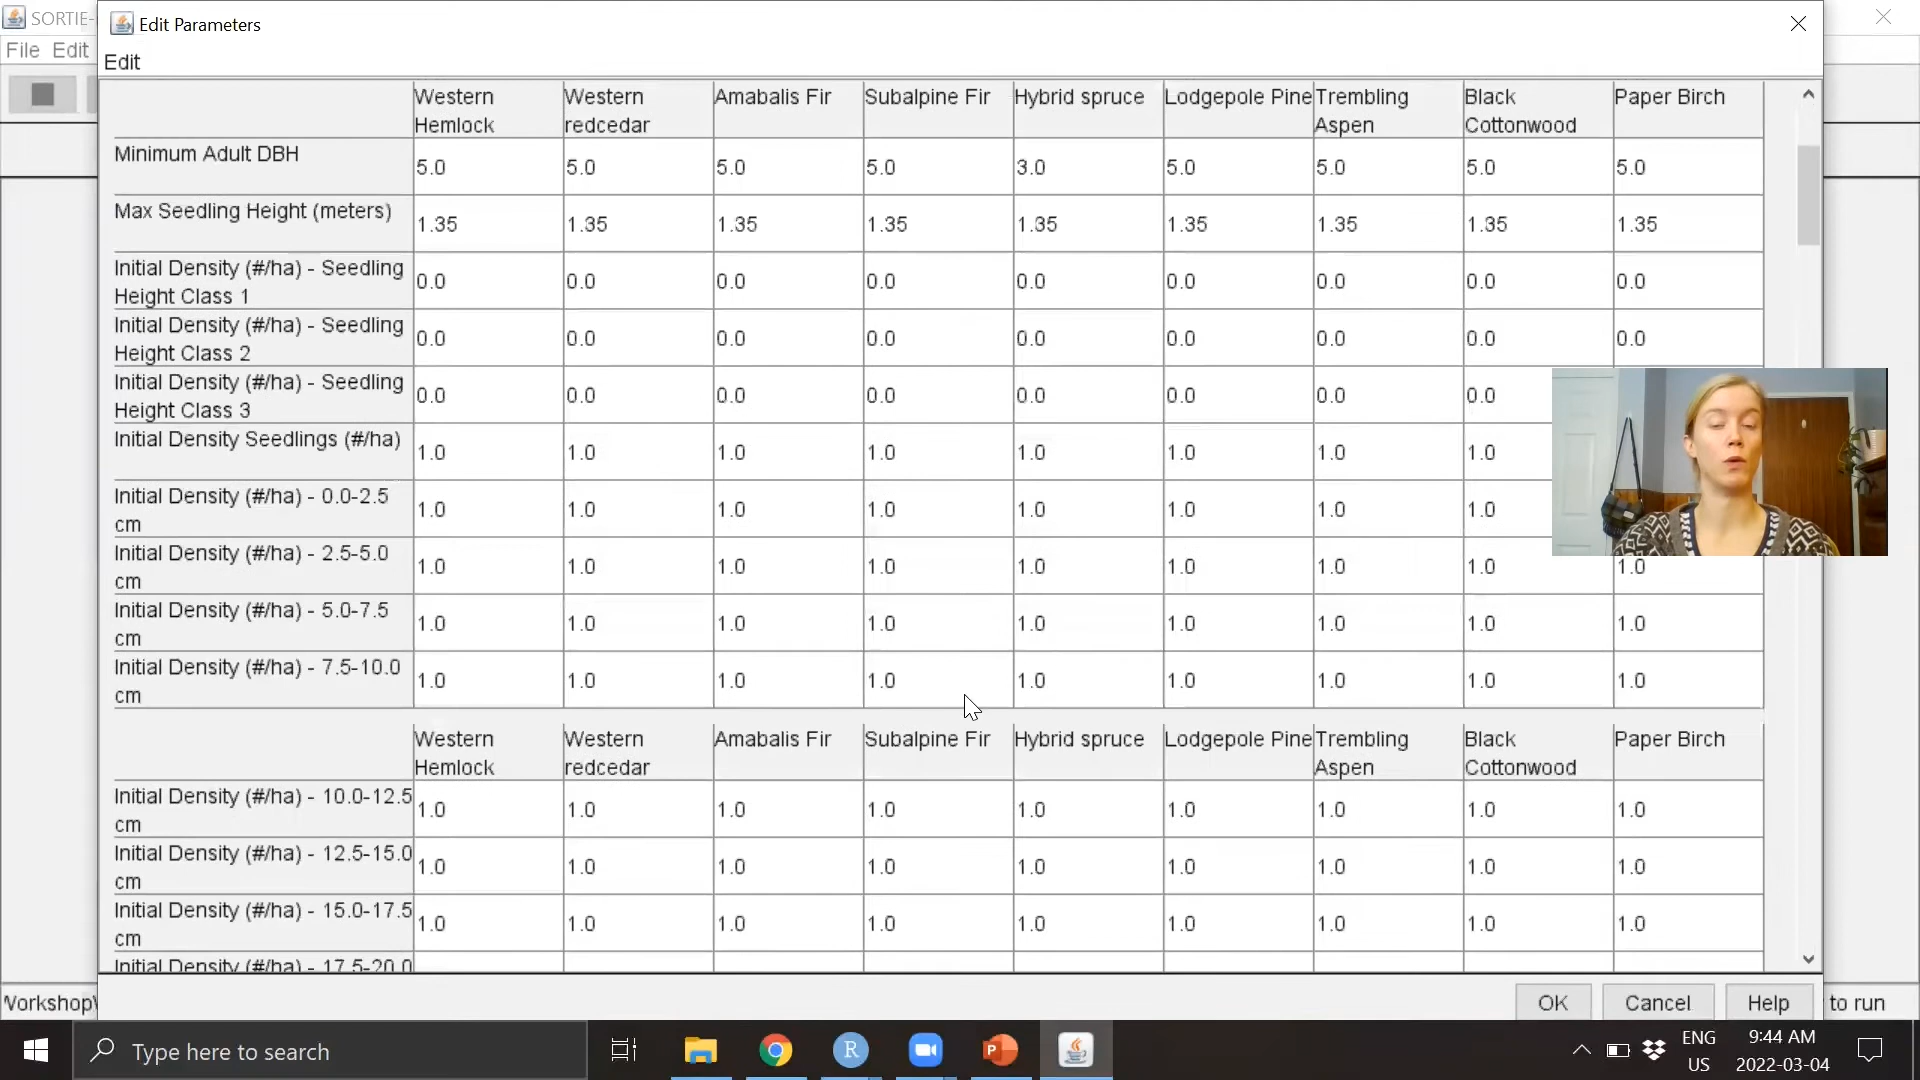 SORTIE-
Edit Parameters
File Edit
Edit
Western Hemlock Western redcedar Amabalis Fir Subalpine Fir Hybrid spruce Lodgepole Pine Trembling Aspen Black Cottonwood Paper Birch
Minimum Adult DBH 5.0 5.0 5.0 5.0 3.0 5.0 5.0 5.0 5.0
Max Seedling Height (meters) 1.35 1.35 1.35 1.35 1.35 1.35 1.35 1.35 1.35
Initial Density (#/ha) - Seedling Height Class 1 0.0 0.0 0.0 0.0 0.0 0.0 0.0 0.0 0.0
Initial Density (#/ha) - Seedling Height Class 2 0.0 0.0 0.0 0.0 0.0 0.0 0.0 0.0 0.0
Initial Density (#/ha) - Seedling Height Class 3 0.0 0.0 0.0 0.0 0.0 0.0 0.0 0.0
Initial Density Seedlings (#/ha) 1.0 1.0 1.0 1.0 1.0 1.0 1.0 1.0
Initial Density (#/ha) - 0.0-2.5 cm 1.0 1.0 1.0 1.0 1.0 1.0 1.0 1.0
Initial Density (#/ha) - 2.5-5.0 cm 1.0 1.0 1.0 1.0 1.0 1.0 1.0 1.0 1.0
Initial Density (#/ha) - 5.0-7.5 cm 1.0 1.0 1.0 1.0 1.0 1.0 1.0 1.0 1.0
Initial Density (#/ha) - 7.5-10.0 cm 1.0 1.0 1.0 1.0 1.0 1.0 1.0 1.0 1.0
Western Hemlock Western redcedar Amabalis Fir Subalpine Fir Hybrid spruce Lodgepole Pine Trembling Aspen Black Cottonwood Paper Birch
Initial Density (#/ha) - 10.0-12.5 cm 1.0 1.0 1.0 1.0 1.0 1.0 1.0 1.0 1.0
Initial Density (#/ha) - 12.5-15.0 cm 1.0 1.0 1.0 1.0 1.0 1.0 1.0 1.0 1.0
Initial Density (#/ha) - 15.0-17.5 cm 1.0 1.0 1.0 1.0 1.0 1.0 1.0 1.0 1.0
Initial Density (#/ha) - 17.5-20.0
Workshop\ OK Cancel Help to run
Type here to search
ENG US
9:44 AM
2022-03-04